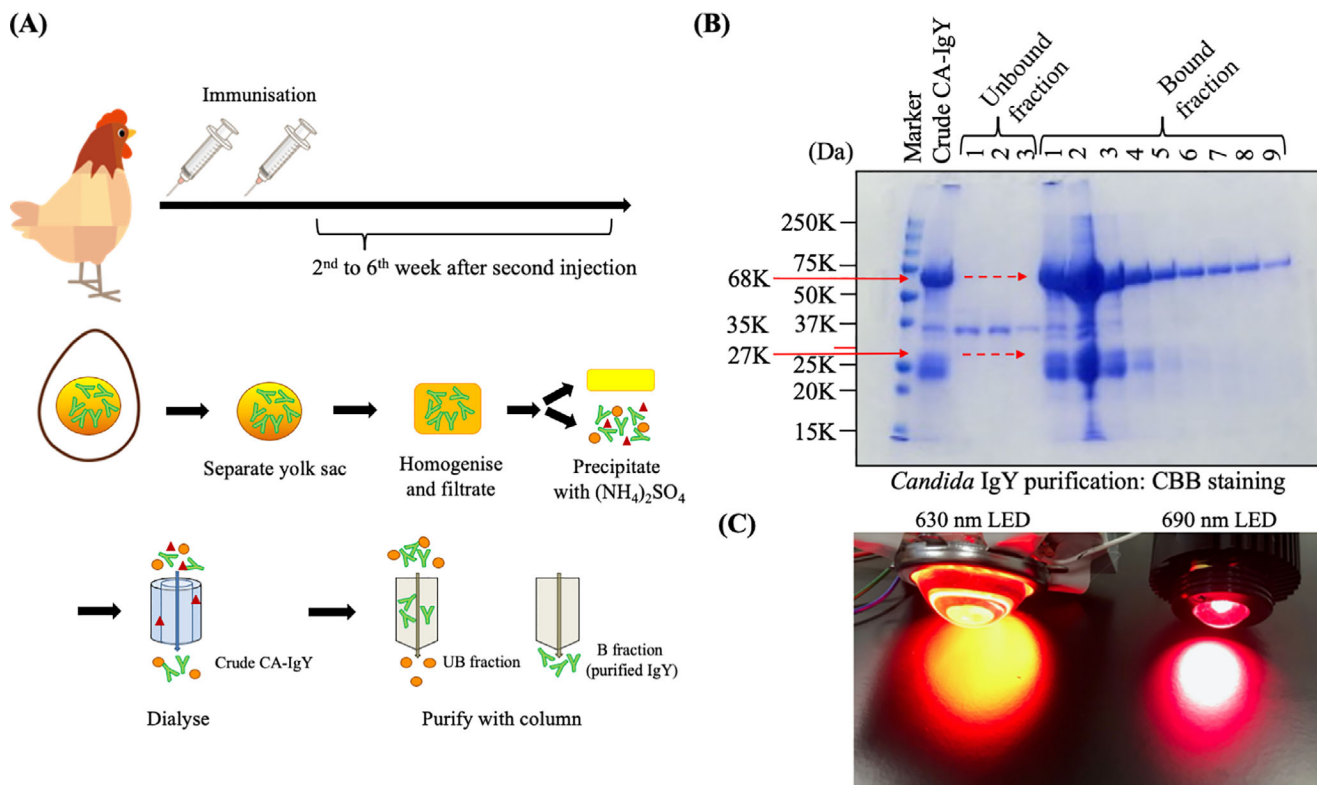 (A)
Immunisation
2nd to 6th week after second injection
Separate yolk sac
Homogenise
and filtrate
Precipitate
with (NH4)2SO4
Crude CA-IgY
Dialyse
UB fraction
B fraction
(purified IgY)
Purify with column
(B)
Marker
Crude CA-IgY
Unbound
fraction
Bound
fraction
1 2 3 1 2 3 4 5 6 7 8 9
(Da)
250K
75K
68K
50K
35K
37K
27K
25K
20K
15K
Candida IgY purification: CBB staining
(C)
630 nm LED
690 nm LED